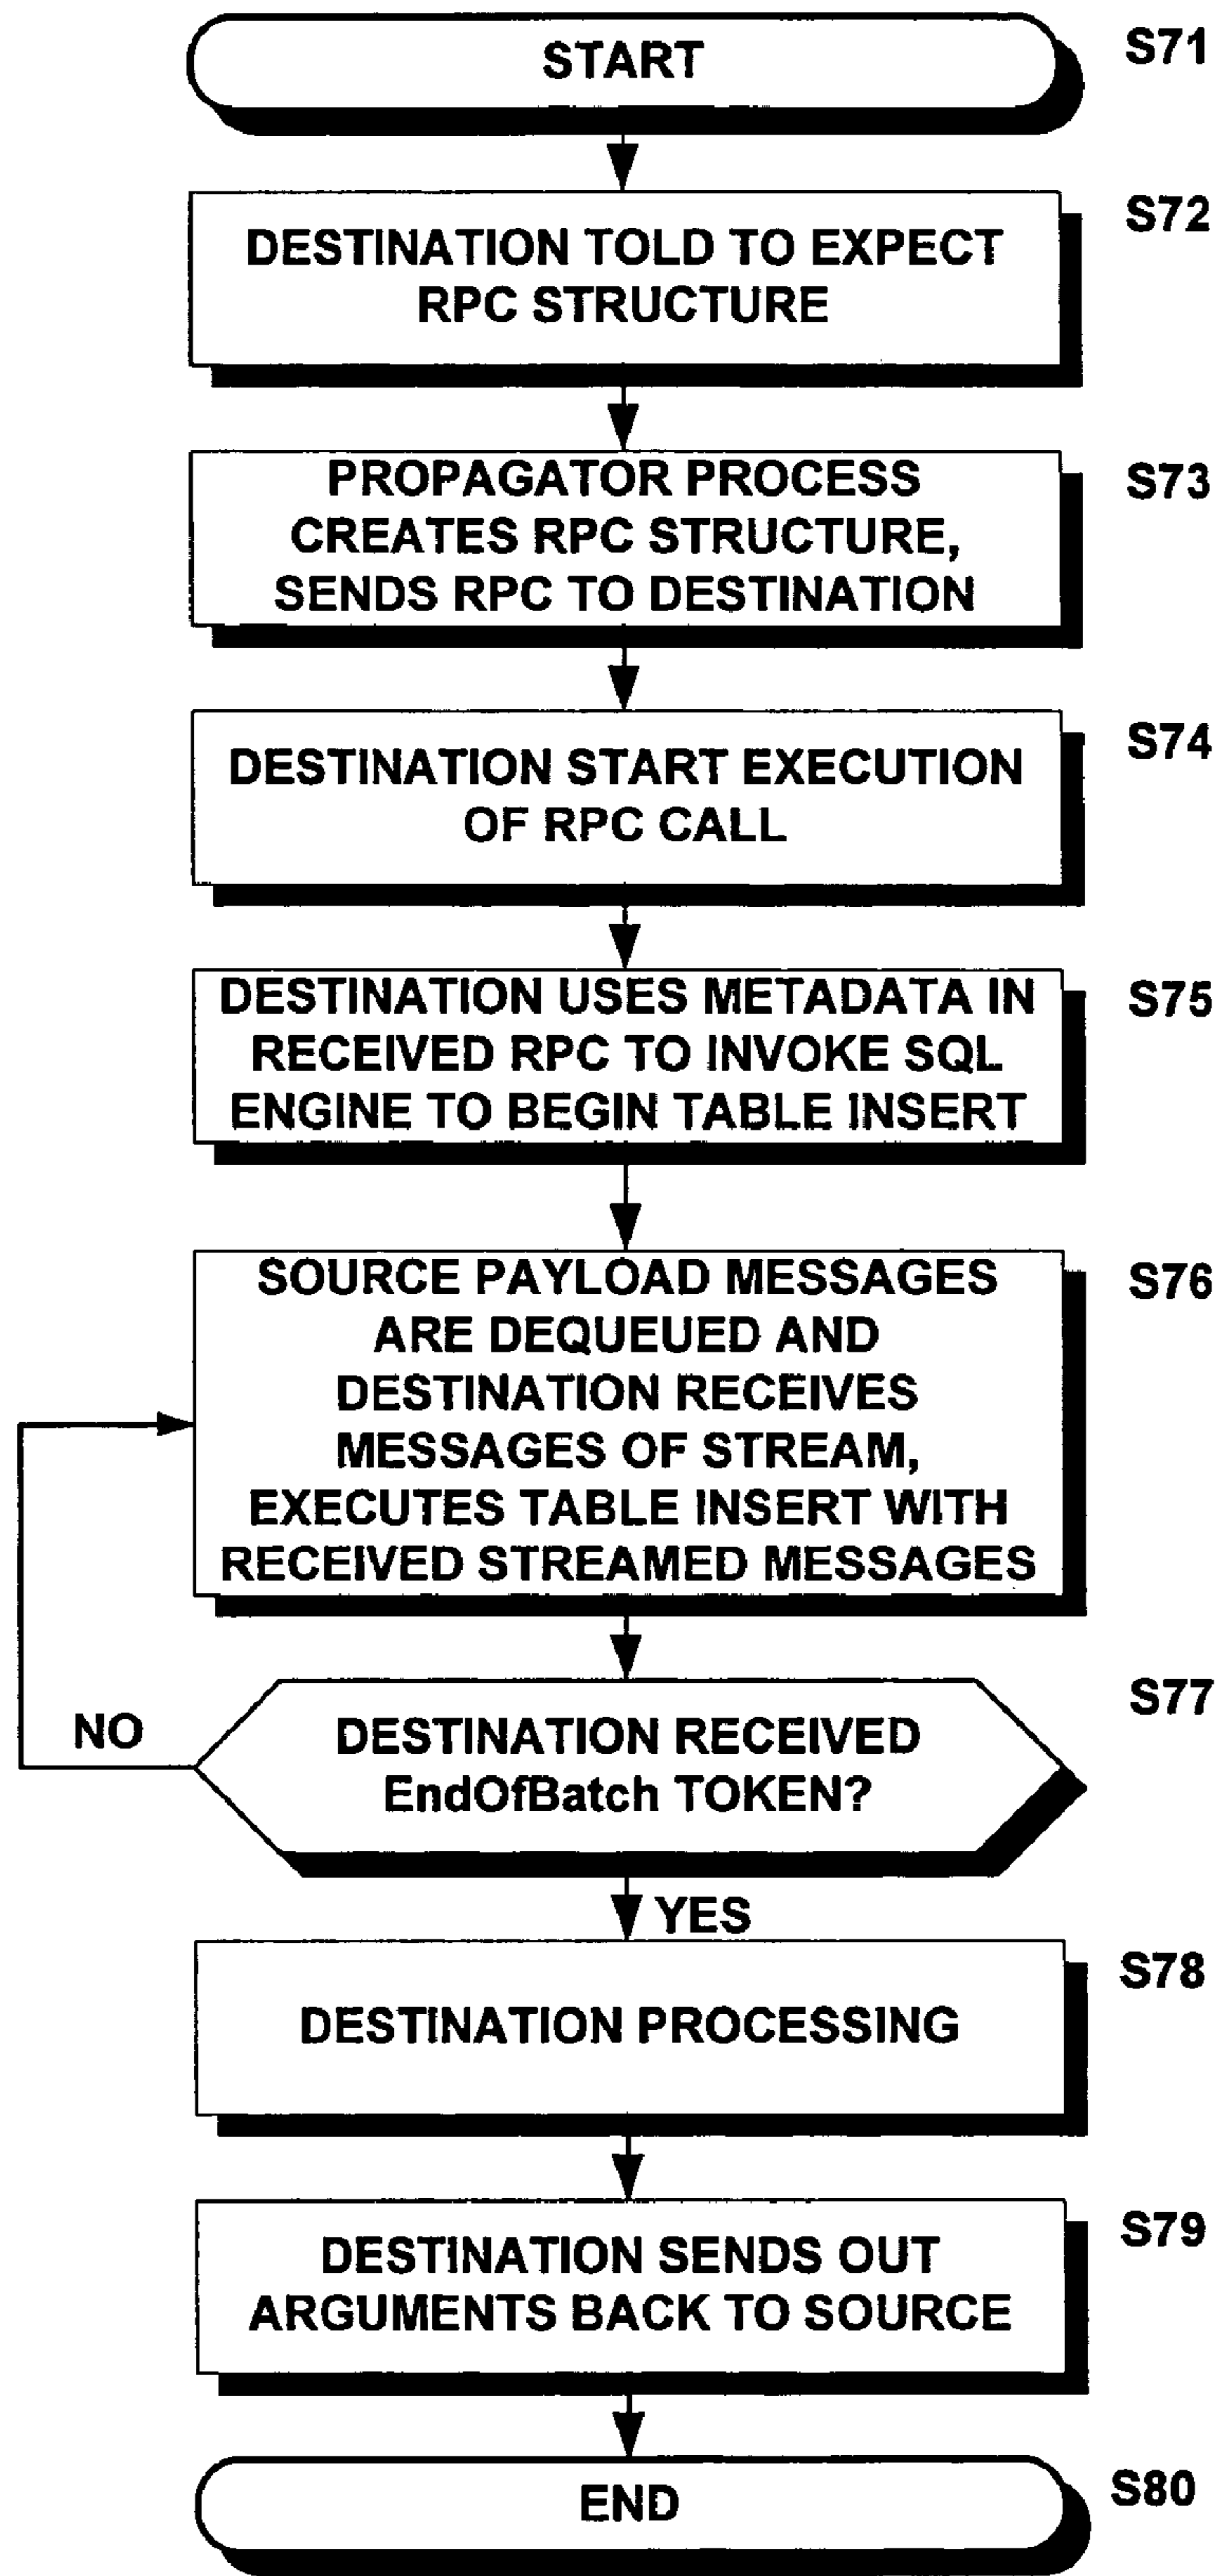 START
S71
DESTINATION TOLD TO EXPECT
RPC STRUCTURE
S72
PROPAGATOR PROCESS
CREATES RPC STRUCTURE,
SENDS RPC TO DESTINATION
S73
DESTINATION START EXECUTION
OF RPC CALL
S74
DESTINATION USES METADATA IN
RECEIVED RPC TO INVOKE SQL
ENGINE TO BEGIN TABLE INSERT
S75
SOURCE PAYLOAD MESSAGES
ARE DEQUEUED AND
DESTINATION RECEIVES
MESSAGES OF STREAM,
EXECUTES TABLE INSERT WITH
RECEIVED STREAMED MESSAGES
S76
DESTINATION RECEIVED
EndOfBatch TOKEN?
S77
NO
YES
DESTINATION PROCESSING
S78
DESTINATION SENDS OUT
ARGUMENTS BACK TO SOURCE
S79
END
S80